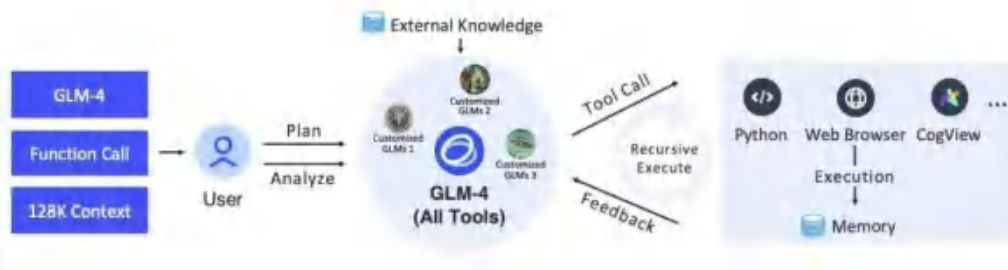 GLM-4
Function Call
128K Context
User
Plan
Analyze
External Knowledge
Customized
GLMs 1
Customized
GLMs 2
Customized
GLMs 3
GLM-4
(All Tools)
Tool Call
Recursive
Execute
Feedback
Python
Web Browser
CogView
...
Execution
Memory